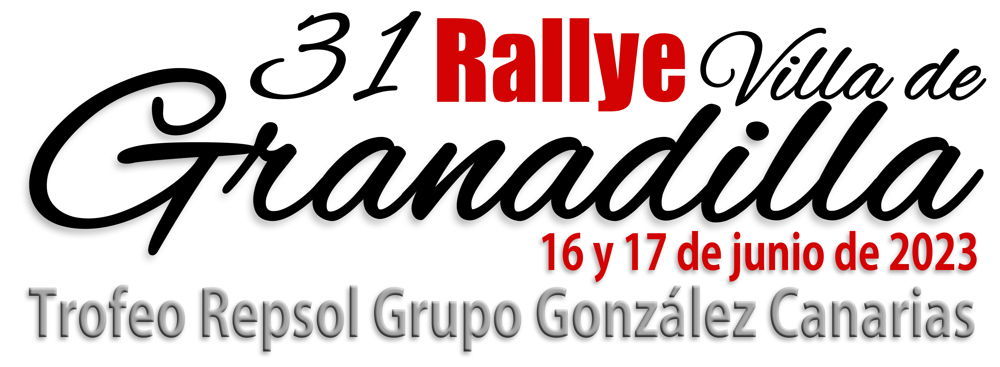 31 Rallye Villa de
Granadilla
16 y 17 de junio de 2023
Trofeo Repsol Grupo González Canarias